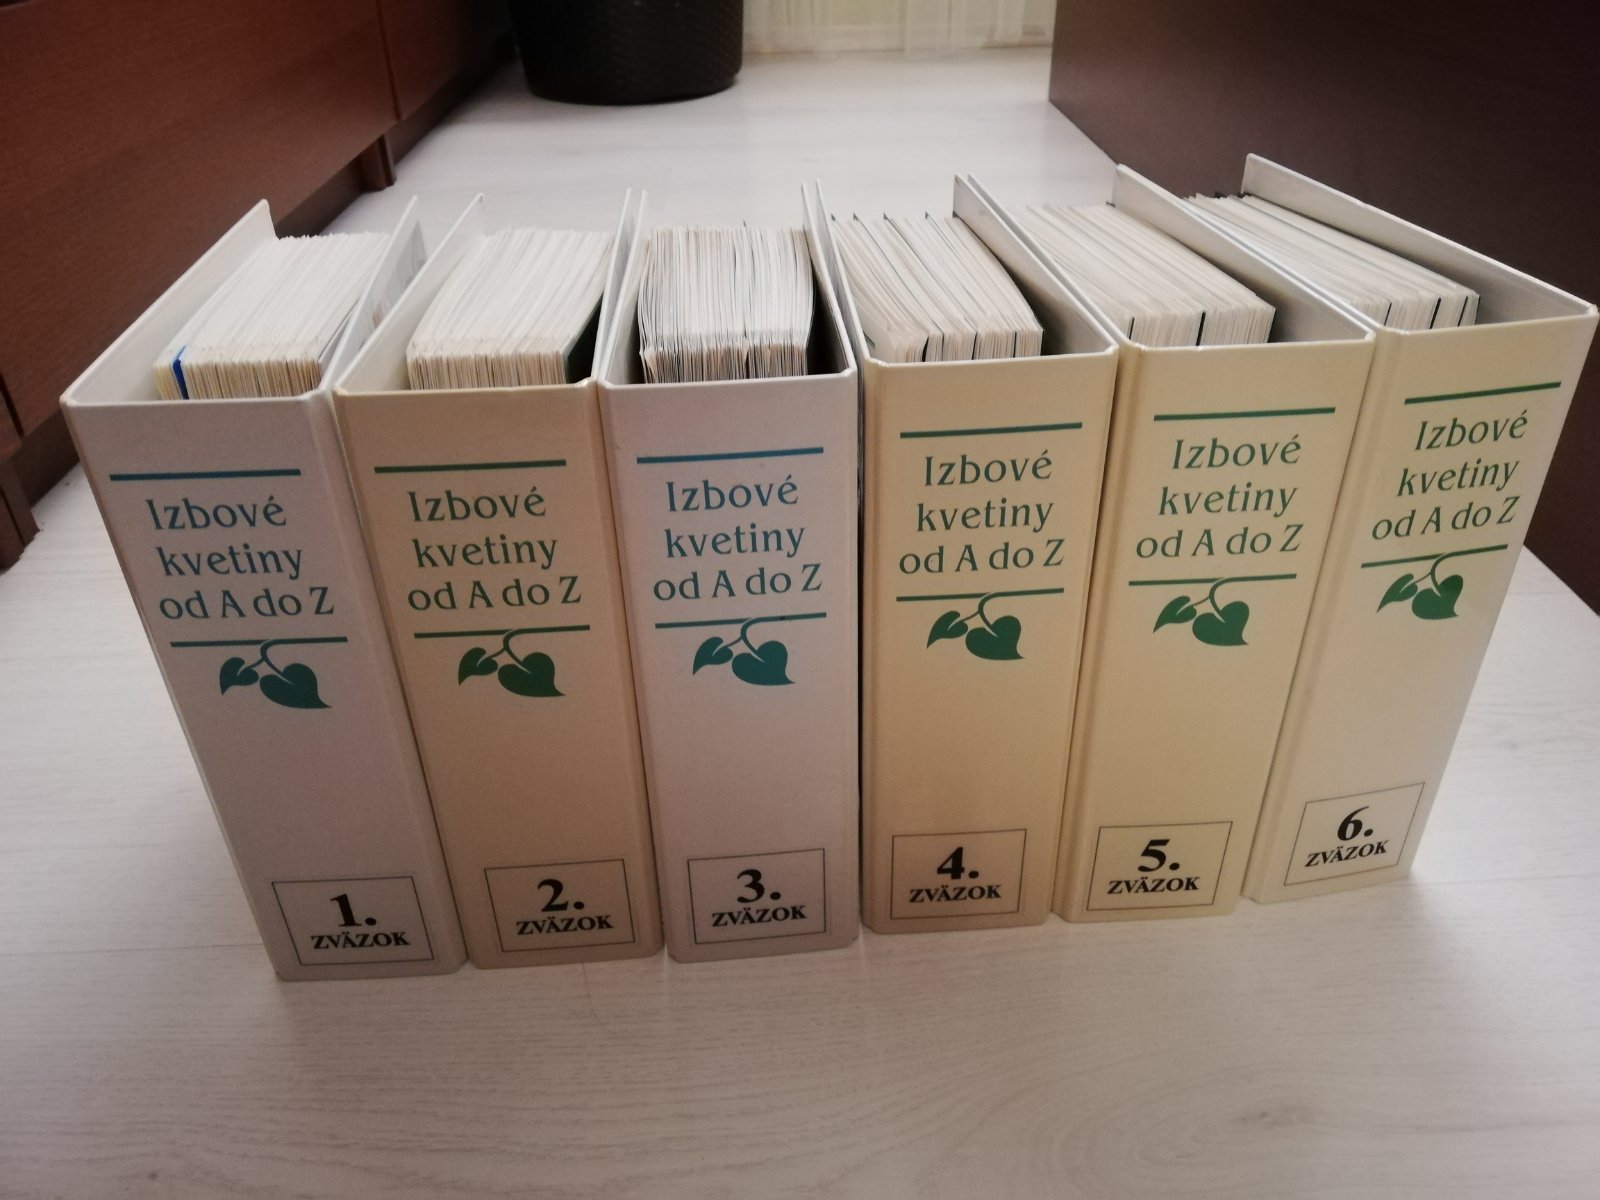 Izbové
kvetiny
od A do Z
1.
ZVÄZOK
Izbové
kvetiny
od A do Z
2.
ZVÄZOK
Izbové
kvetiny
od A do Z
3.
ZVÄZOK
Izbové
kvetiny
od A do Z
4.
ZVÄZOK
Izbové
kvetiny
od A do Z
5.
ZVÄZOK
Izbové
kvetiny
od A do Z
6.
ZVÄZOK